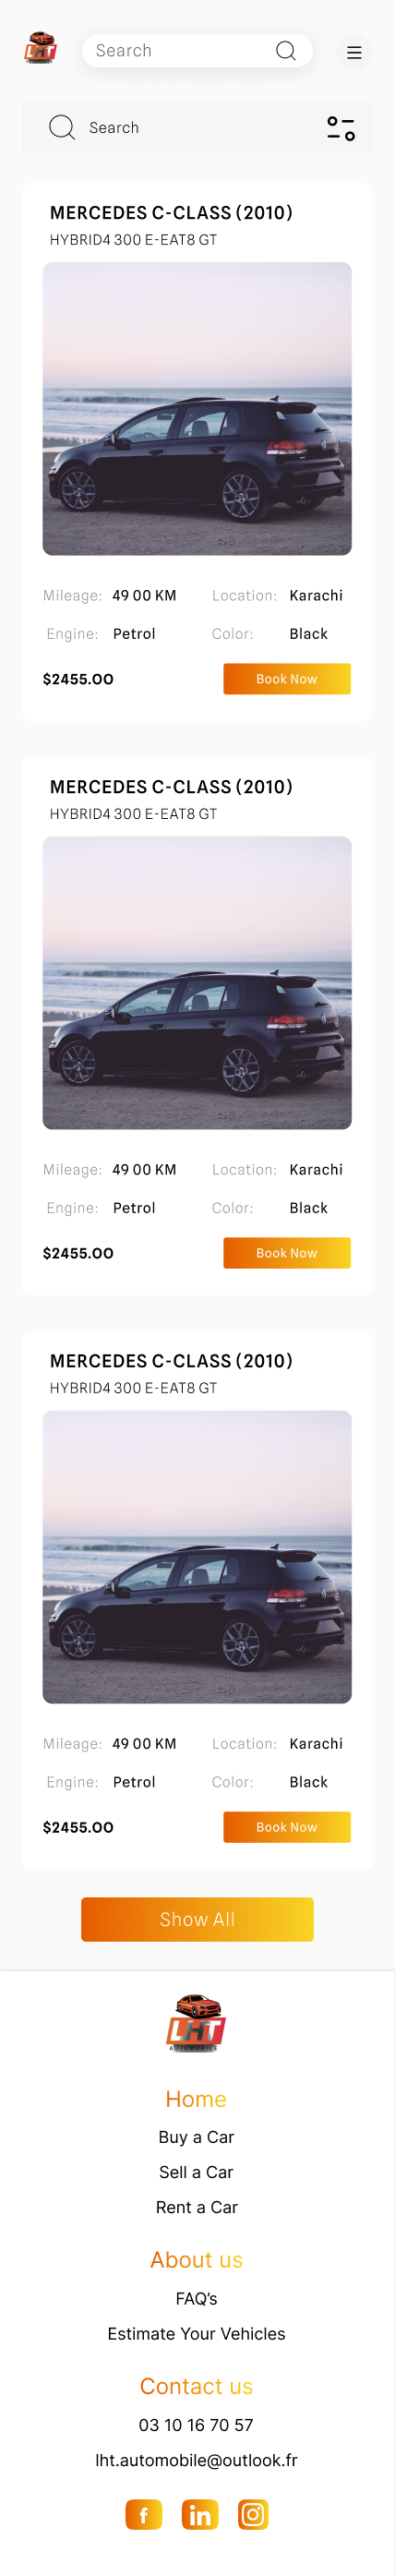 LHT
Search
Search
MERCEDES C-CLASS (2010)
HYBRID4 300 E-EAT8 GT
Mileage: 49 00 KM Location: Karachi
Engine: Petrol Color: Black
$2455.00 Book Now
MERCEDES C-CLASS (2010)
HYBRID4 300 E-EAT8 GT
Mileage: 49 00 KM Location: Karachi
Engine: Petrol Color: Black
$2455.00 Book Now
MERCEDES C-CLASS (2010)
HYBRID4 300 E-EAT8 GT
Mileage: 49 00 KM Location: Karachi
Engine: Petrol Color: Black
$2455.00 Book Now
Show All
LHT
AUTOMOBILE
Home
Buy a Car
Sell a Car
Rent a Car
About us
FAQ’s
Estimate Your Vehicles
Contact us
03 10 16 70 57
lht.automobile@outlook.fr
f in